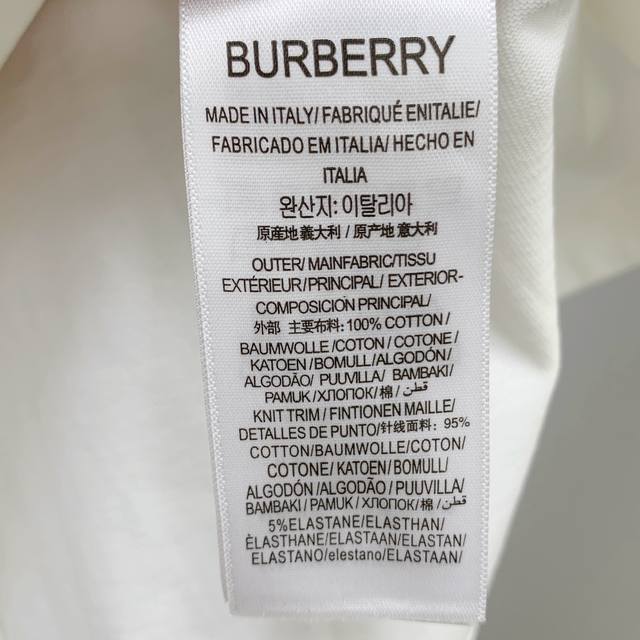 BURBERRY
MADE IN ITALY/ FABRIQUÉ ENITALIE/
FABRICADO EM ITALIA/ HECHO EN
ITALIA
완산지: 이탈리아
原産地 義大利 / 原产地 意大利
OUTER/ MAINFABRIC/TISSU
EXTÉRIEUR/PRINCIPAL/ EXTERIOR-
COMPOSICION PRINCIPAL/
外部 主要布料: 100% COTTON /
BAUMWOLLE /COTON / COTONE /
KATOEN / BOMULL/ ALGODÓN/
ALGODÃO/ PUUVILLA/ BAMBAKI/
PAMUK /ХЛОПОК/ 棉/ قطن/
KNIT TRIM / FINTIONEN MAILLE/
DETALLES DE PUNTO/针线面料: 95%
COTTON/BAUMWOLLE/COTON/
COTONE/ KATOEN/ BOMULL/
ALGODÓN /ALGODÃO / PUUVILLA/
BAMBAKI / PAMUK / ХЛОПОК/棉/ قطن/
5%ELASTANE/ELASTHAN/
ÈLASTHANE/ELASTAAN/ELASTAN/
ELASTANO/elestano/ELASTAAN/